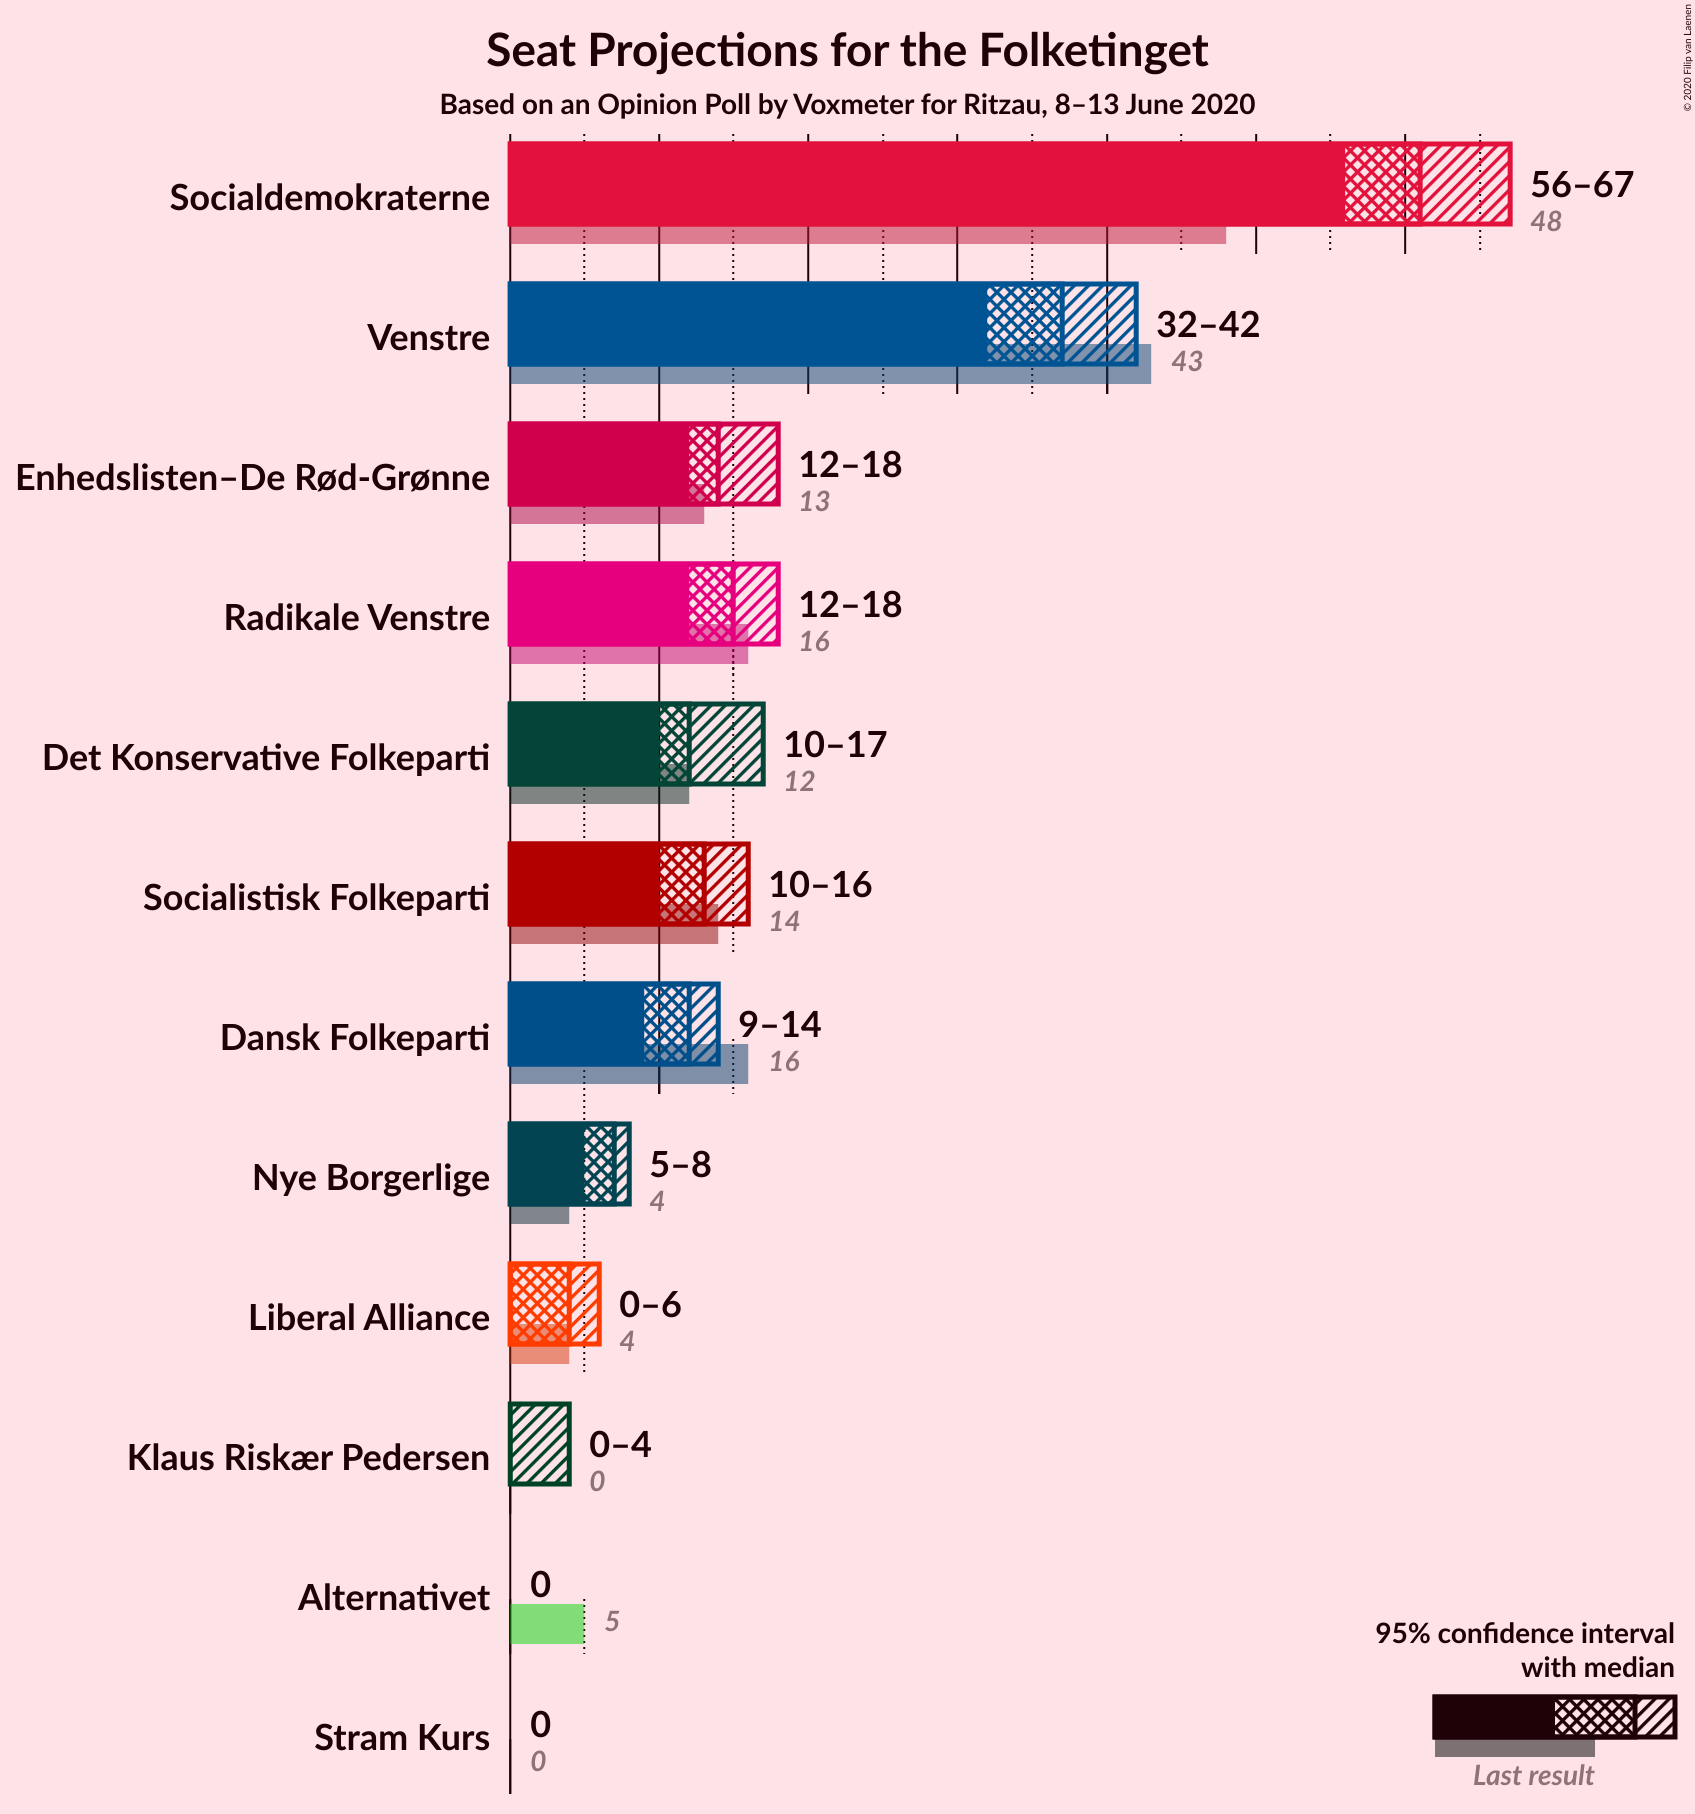 Seat Projections for the Folketinget
Based on an Opinion Poll by Voxmeter for Ritzau, 8–13 June 2020
© 2020 Filip van Laenen
Socialdemokraterne
56–67
48
Venstre
32–42
43
Enhedslisten–De Rød-Grønne
12–18
13
Radikale Venstre
12–18
16
Det Konservative Folkeparti
10–17
12
Socialistisk Folkeparti
10–16
14
Dansk Folkeparti
9–14
16
Nye Borgerlige
5–8
4
Liberal Alliance
0–6
4
Klaus Riskær Pedersen
0–4
0
Alternativet
0
5
Stram Kurs
0
0
95% confidence interval
with median
Last result